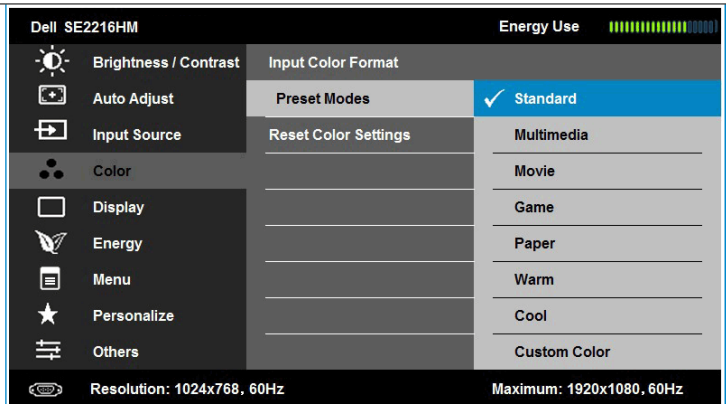 Dell SE2216HM Energy Use
Brightness / Contrast Input Color Format
Auto Adjust Preset Modes Standard
Input Source Reset Color Settings Multimedia
Color Movie
Display Game
Energy Paper
Menu Warm
Personalize Cool
Others Custom Color
Resolution: 1024x768, 60Hz Maximum: 1920x1080, 60Hz